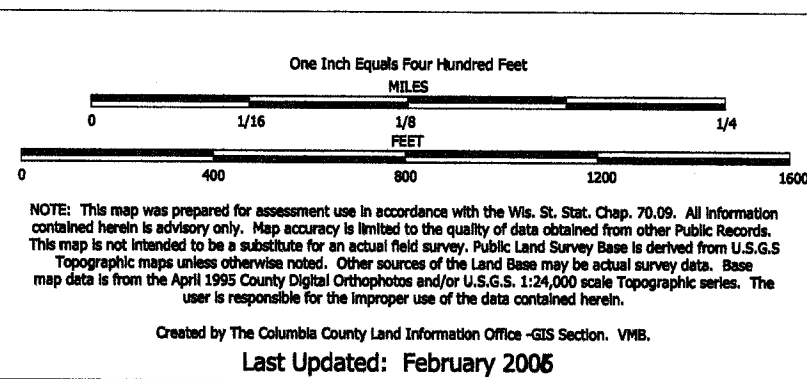 One Inch Equals Four Hundred Feet
MILES
0 1/16 1/8 1/4
FEET
0 400 800 1200 1600
NOTE: This map was prepared for assessment use in accordance with the Wis. St. Stat. Chap. 70.09. All information
contained herein is advisory only. Map accuracy is limited to the quality of data obtained from other Public Records.
This map is not intended to be a substitute for an actual field survey. Public Land Survey Base is derived from U.S.G.S
Topographic maps unless otherwise noted. Other sources of the Land Base may be actual survey data. Base
map data is from the April 1995 County Digital Orthophotos and/or U.S.G.S. 1:24,000 scale Topographic series. The
user is responsible for the improper use of the data contained herein.
Created by The Columbia County Land Information Office -GIS Section. VMB.
Last Updated: February